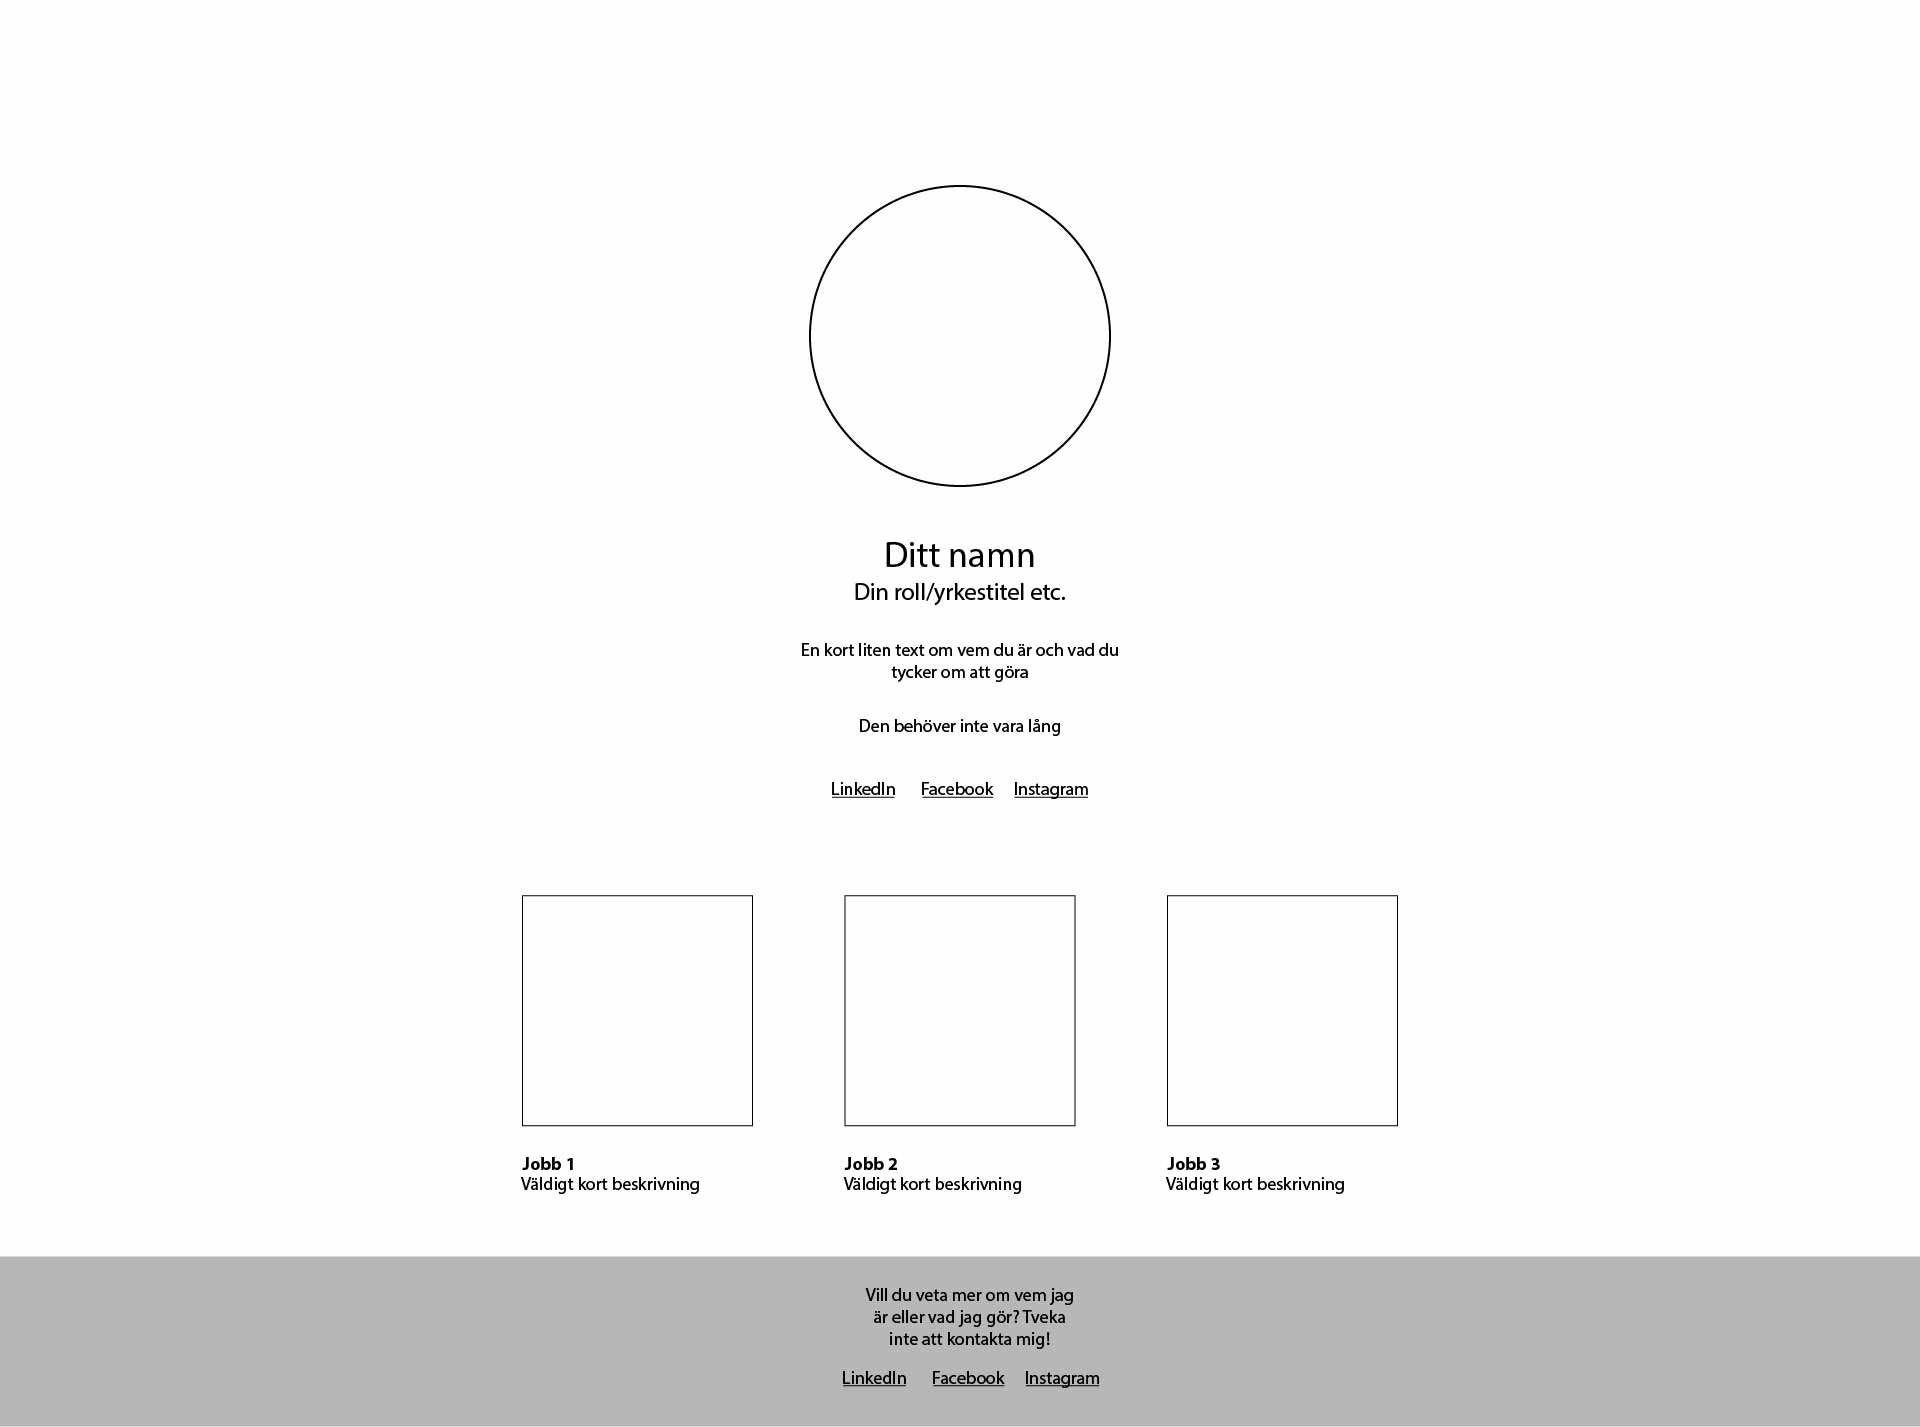 Ditt namn
Din roll/yrkestitel etc.
En kort liten text om vem du är och vad du
tycker om att göra
Den behöver inte vara lång
LinkedIn Facebook Instagram
Jobb 1
Väldigt kort beskrivning
Jobb 2
Väldigt kort beskrivning
Jobb 3
Väldigt kort beskrivning
Vill du veta mer om vem jag
är eller vad jag gör? Tveka
inte att kontakta mig!
LinkedIn Facebook Instagram